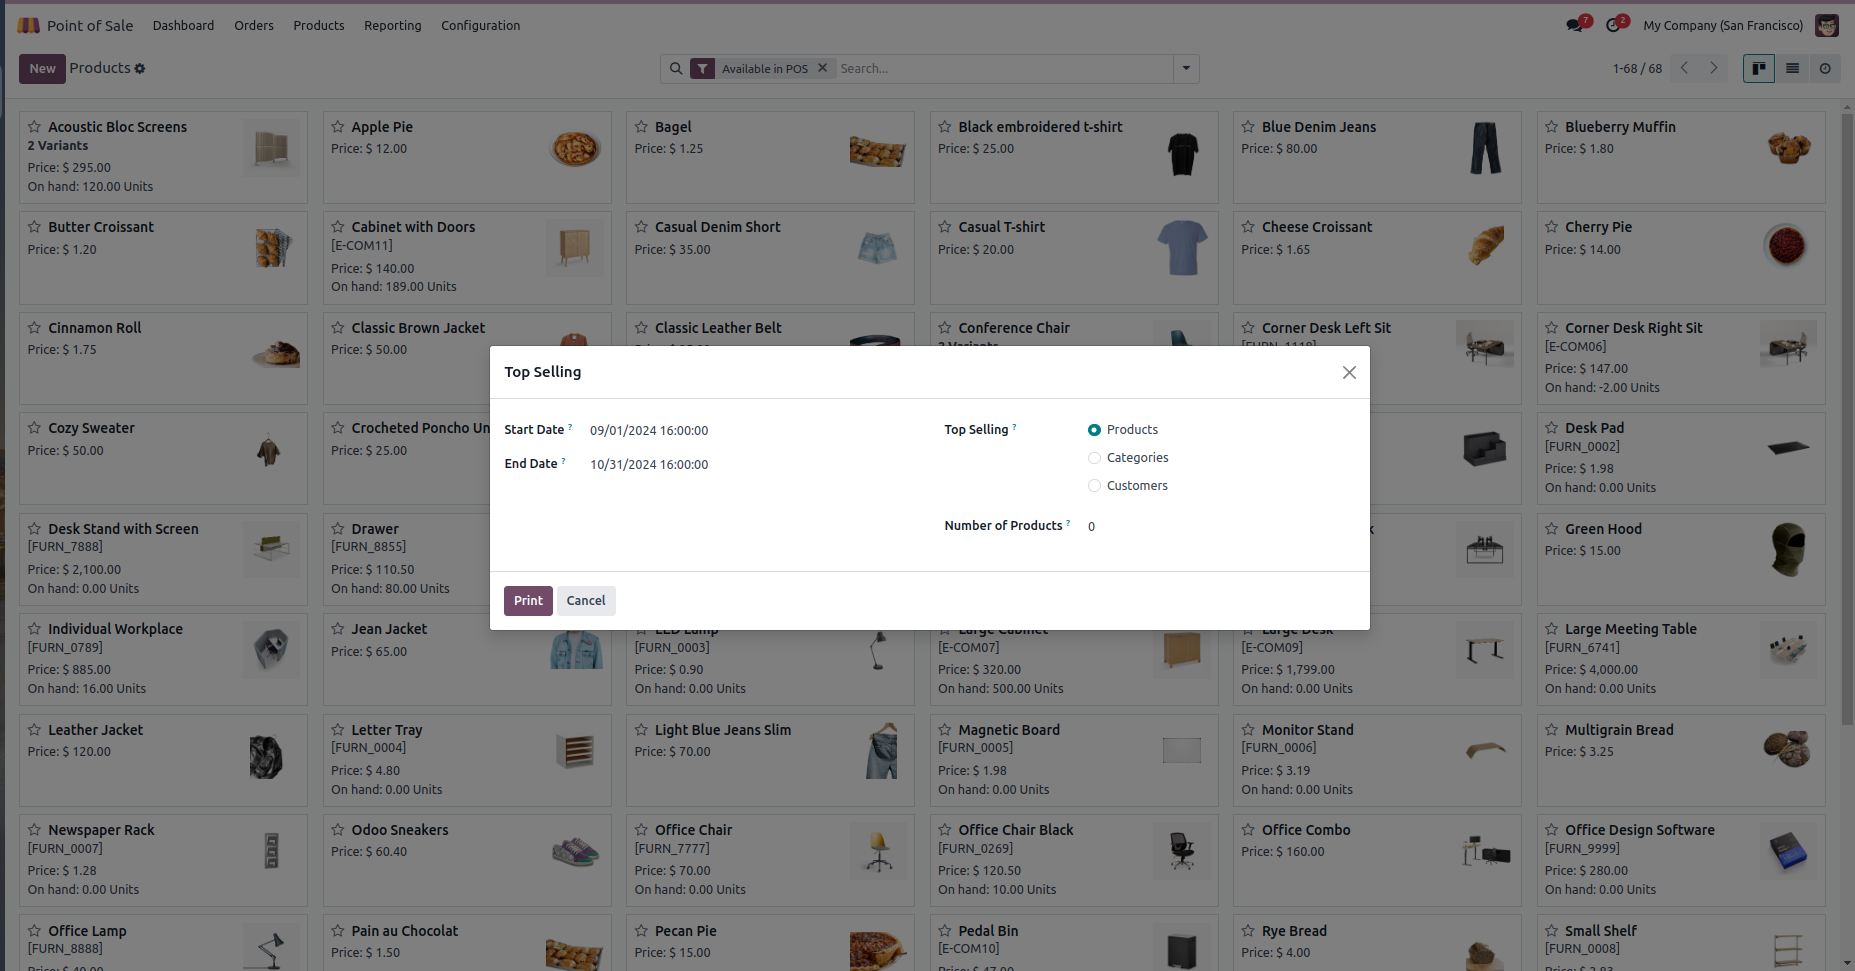 Point of Sale Dashboard Orders Products Reporting Configuration 7 2 My Company (San Francisco)
New Products Available in POS Search... 1-68 / 68
Acoustic Bloc Screens
2 Variants
Price: $ 295.00
On hand: 120.00 Units
Apple Pie
Price: $ 12.00
Bagel
Price: $ 1.25
Black embroidered t-shirt
Price: $ 25.00
Blue Denim Jeans
Price: $ 80.00
Blueberry Muffin
Price: $ 1.80
Butter Croissant
Price: $ 1.20
Cabinet with Doors
[E-COM11]
Price: $ 140.00
On hand: 189.00 Units
Casual Denim Short
Price: $ 35.00
Casual T-shirt
Price: $ 20.00
Cheese Croissant
Price: $ 1.65
Cherry Pie
Price: $ 14.00
Cinnamon Roll
Price: $ 1.75
Classic Brown Jacket
Price: $ 50.00
Classic Leather Belt
Conference Chair
2 Variants
Corner Desk Left Sit
[FURN_1118]
Corner Desk Right Sit
[E-COM06]
Price: $ 147.00
On hand: -2.00 Units
Cozy Sweater
Price: $ 50.00
Crocheted Poncho Un
Price: $ 25.00
Desk Pad
[FURN_0002]
Price: $ 1.98
On hand: 0.00 Units
Desk Stand with Screen
[FURN_7888]
Price: $ 2,100.00
On hand: 0.00 Units
Drawer
[FURN_8855]
Price: $ 110.50
On hand: 80.00 Units
Green Hood
Price: $ 15.00
Top Selling
Start Date ? 09/01/2024 16:00:00
End Date ? 10/31/2024 16:00:00
Top Selling ? Products
Categories
Customers
Number of Products ? 0
Print Cancel
Individual Workplace
[FURN_0789]
Price: $ 885.00
On hand: 16.00 Units
Jean Jacket
Price: $ 65.00
LED Lamp
[FURN_0003]
Price: $ 0.90
On hand: 0.00 Units
Large Cabinet
[E-COM07]
Price: $ 320.00
On hand: 500.00 Units
Large Desk
[E-COM09]
Price: $ 1,799.00
On hand: 0.00 Units
Large Meeting Table
[FURN_6741]
Price: $ 4,000.00
On hand: 0.00 Units
Leather Jacket
Price: $ 120.00
Letter Tray
[FURN_0004]
Price: $ 4.80
On hand: 0.00 Units
Light Blue Jeans Slim
Price: $ 70.00
Magnetic Board
[FURN_0005]
Price: $ 1.98
On hand: 0.00 Units
Monitor Stand
[FURN_0006]
Price: $ 3.19
On hand: 0.00 Units
Multigrain Bread
Price: $ 3.25
Newspaper Rack
[FURN_0007]
Price: $ 1.28
On hand: 0.00 Units
Odoo Sneakers
Price: $ 60.40
Office Chair
[FURN_7777]
Price: $ 70.00
On hand: 0.00 Units
Office Chair Black
[FURN_0269]
Price: $ 120.50
On hand: 10.00 Units
Office Combo
Price: $ 160.00
Office Design Software
[FURN_9999]
Price: $ 280.00
On hand: 0.00 Units
Office Lamp
[FURN_8888]
Price: $ 40.00
Pain au Chocolat
Price: $ 1.50
Pecan Pie
Price: $ 15.00
Pedal Bin
[E-COM10]
Price: $ 47.00
Rye Bread
Price: $ 4.00
Small Shelf
[FURN_0008]
Price: $ 2.83